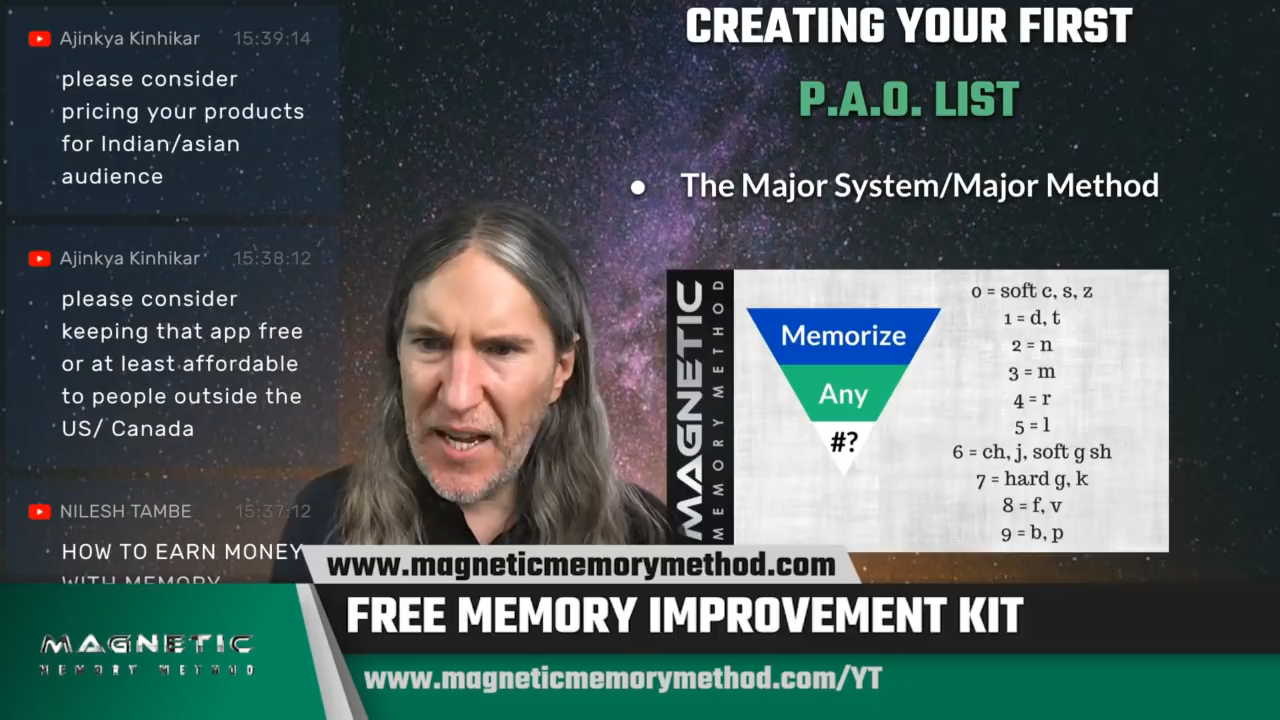 Ajinkya Kinhikar 15:39:14
please consider
pricing your products
for Indian/asian
audience
Ajinkya Kinhikar 15:38:12
please consider
keeping that app free
or at least affordable
to people outside the
US/ Canada
NILESH TAMBE 15:37:12
HOW TO EARN MONEY
WITH MEMORY
CREATING YOUR FIRST
P.A.O. LIST
• The Major System/Major Method
MAGNETIC
MEMORY METHOD
Memorize
Any
#?
0 = soft c, s, z
1 = d, t
2 = n
3 = m
4 = r
5 = l
6 = ch, j, soft g sh
7 = hard g, k
8 = f, v
9 = b, p
www.magneticmemorymethod.com
FREE MEMORY IMPROVEMENT KIT
MAGNETIC
MEMORY METHOD
www.magneticmemorymethod.com/YT